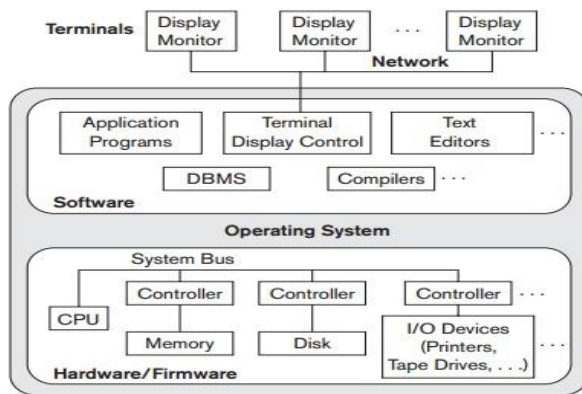 Terminals
Display
Monitor
Display
Monitor
. . .
Display
Monitor
Network
Application
Programs
Terminal
Display Control
Text
Editors
. . .
DBMS
Compilers
. . .
Software
Operating System
System Bus
CPU
Controller
Controller
Controller
. . .
Memory
Disk
I/O Devices
(Printers,
Tape Drives, . . .)
. . .
Hardware/Firmware